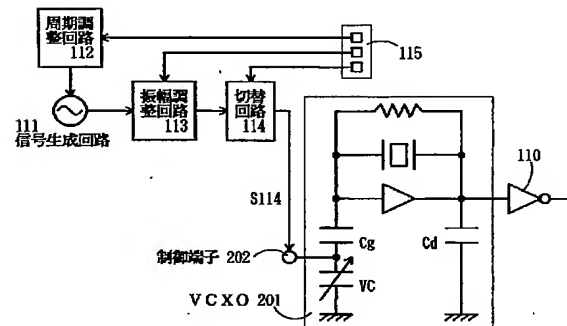 周期調
整回路
112
115
111
信号生成回路
振幅調
整回路
113
切替
回路
114
S114
110
制御端子 202
Cg
Cd
VC
VCXO 201